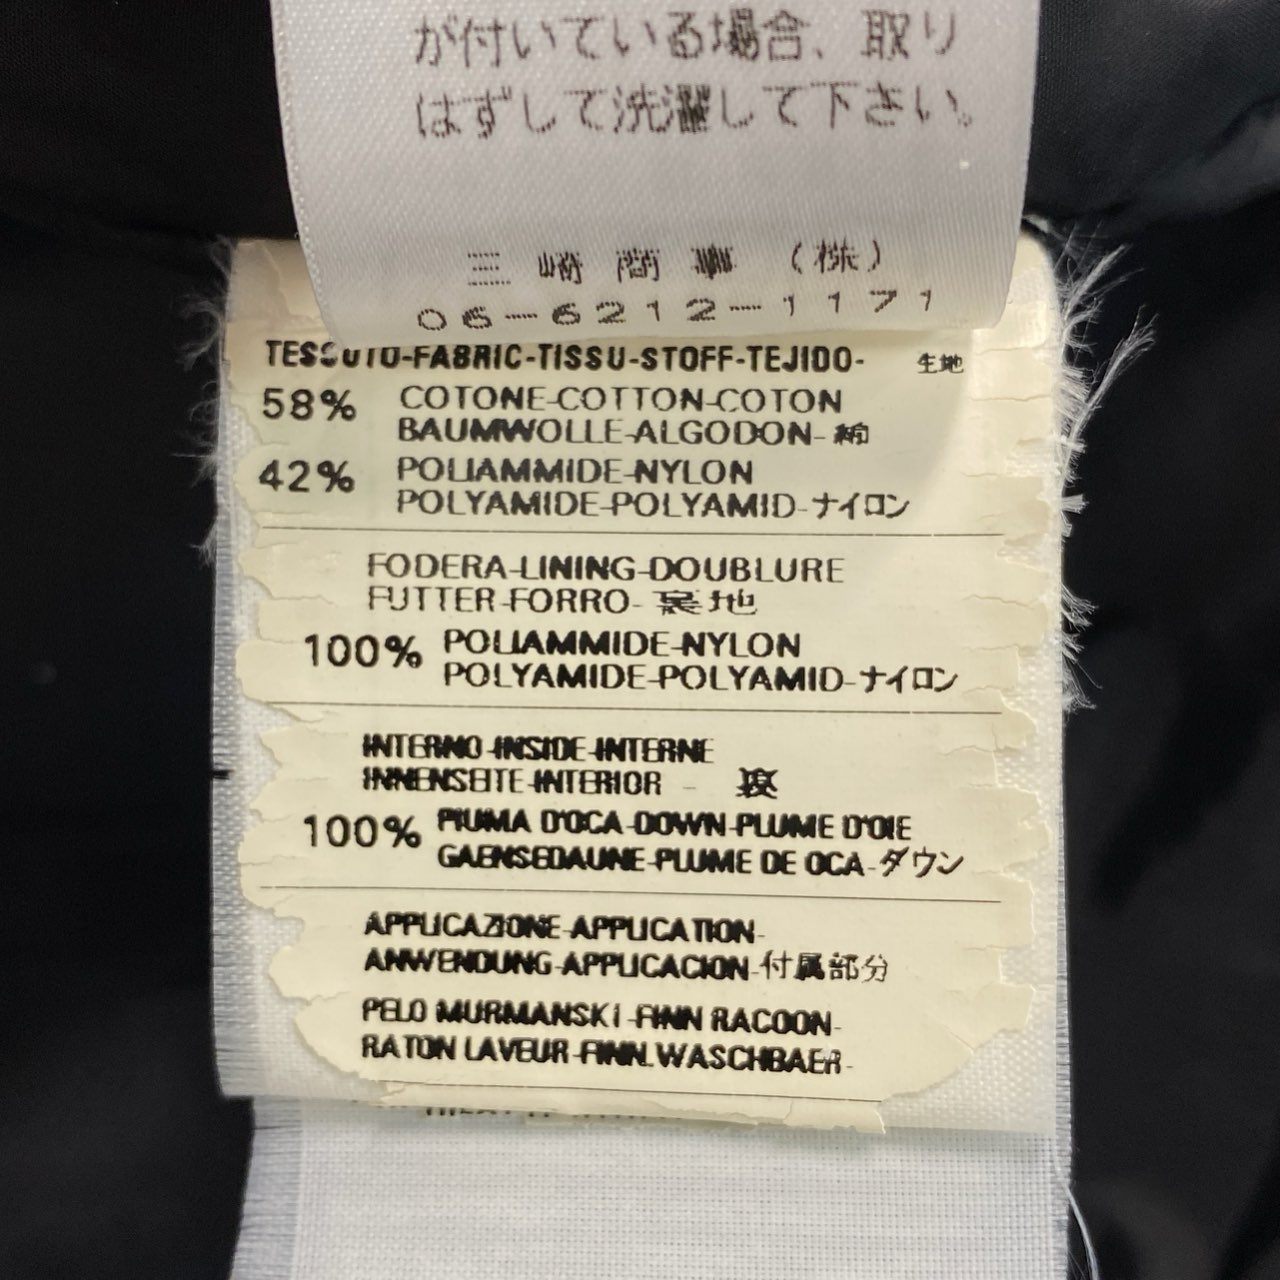 が付いている場合、取り
はずして洗濯して下さい。
三崎商事(株)
06-6212-1171
TESSUTO-FABRIC-TISSU-STOFF-TEJIDO- 生地
58% COTONE-COTTON-COTON
BAUMWOLLE-ALGODON-綿
42% POLIAMMIDE-NYLON
POLYAMIDE-POLYAMID-ナイロン
FODERA-LINING-DOUBLURE
FUTTER-FORRO-裏地
100% POLIAMMIDE-NYLON
POLYAMIDE-POLYAMID-ナイロン
INTERNO-INSIDE-INTERNE
INNENSEITE-INTERIOR -
100% PIUMA D'OCA-DOWN-PLUME D'OIE
GAENSEDAUNE-PLUME DE OCA-ダウン
APPLICAZIONE-APPLICATION-
ANWENDUNG-APPLICACION-付属部分
PELO MURMANSKI-FINN RACOON-
RATON LAVEUR-FINN.WASCHBAER-